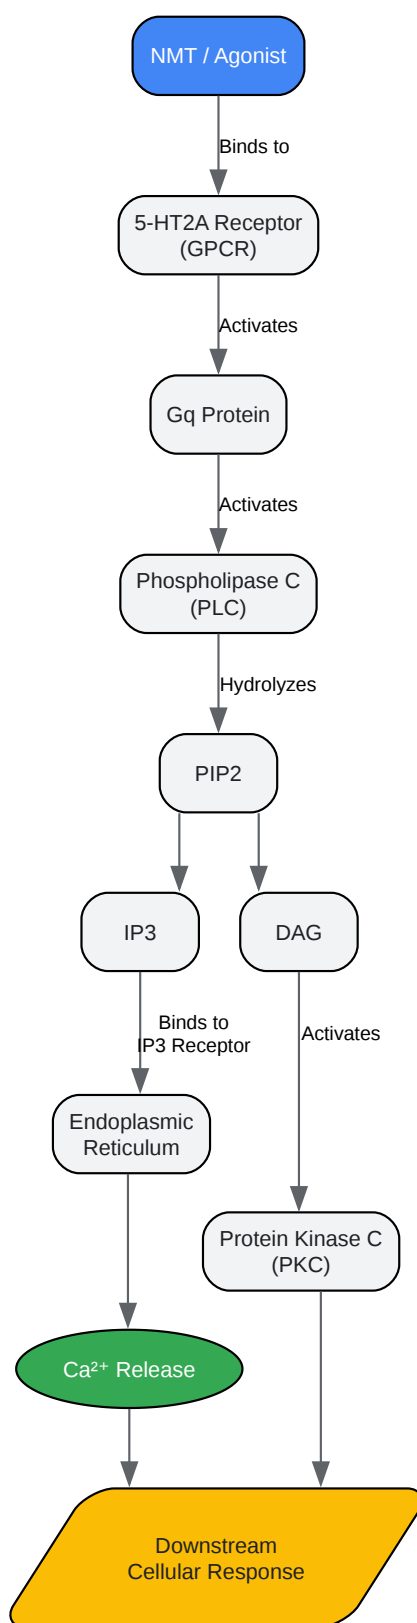 NMT / Agonist
Binds to
5-HT2A Receptor
(GPCR)
Activates
Gq Protein
Activates
Phospholipase C
(PLC)
Hydrolyzes
PIP2
IP3
DAG
Binds to
IP3 Receptor
Activates
Endoplasmic
Reticulum
Protein Kinase C
(PKC)
Ca²⁺ Release
Downstream
Cellular Response